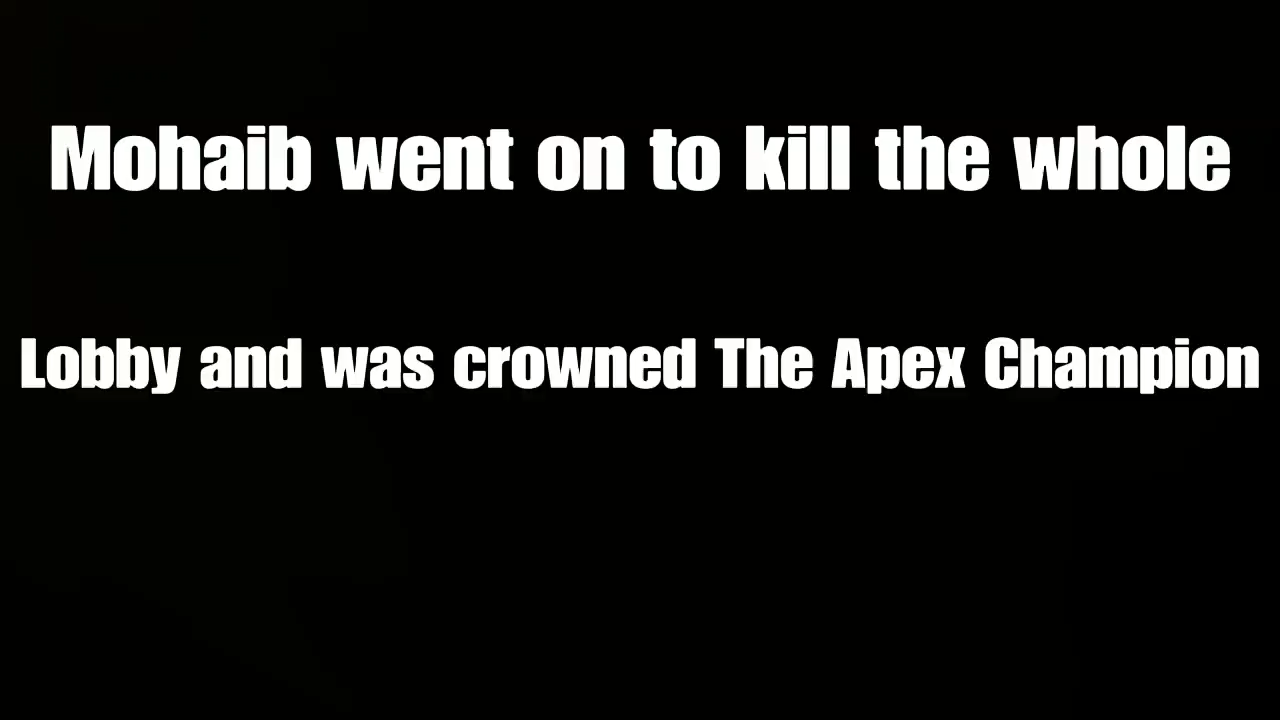 Mohaib went on to kill the whole
Lobby and was crowned The Apex Champion